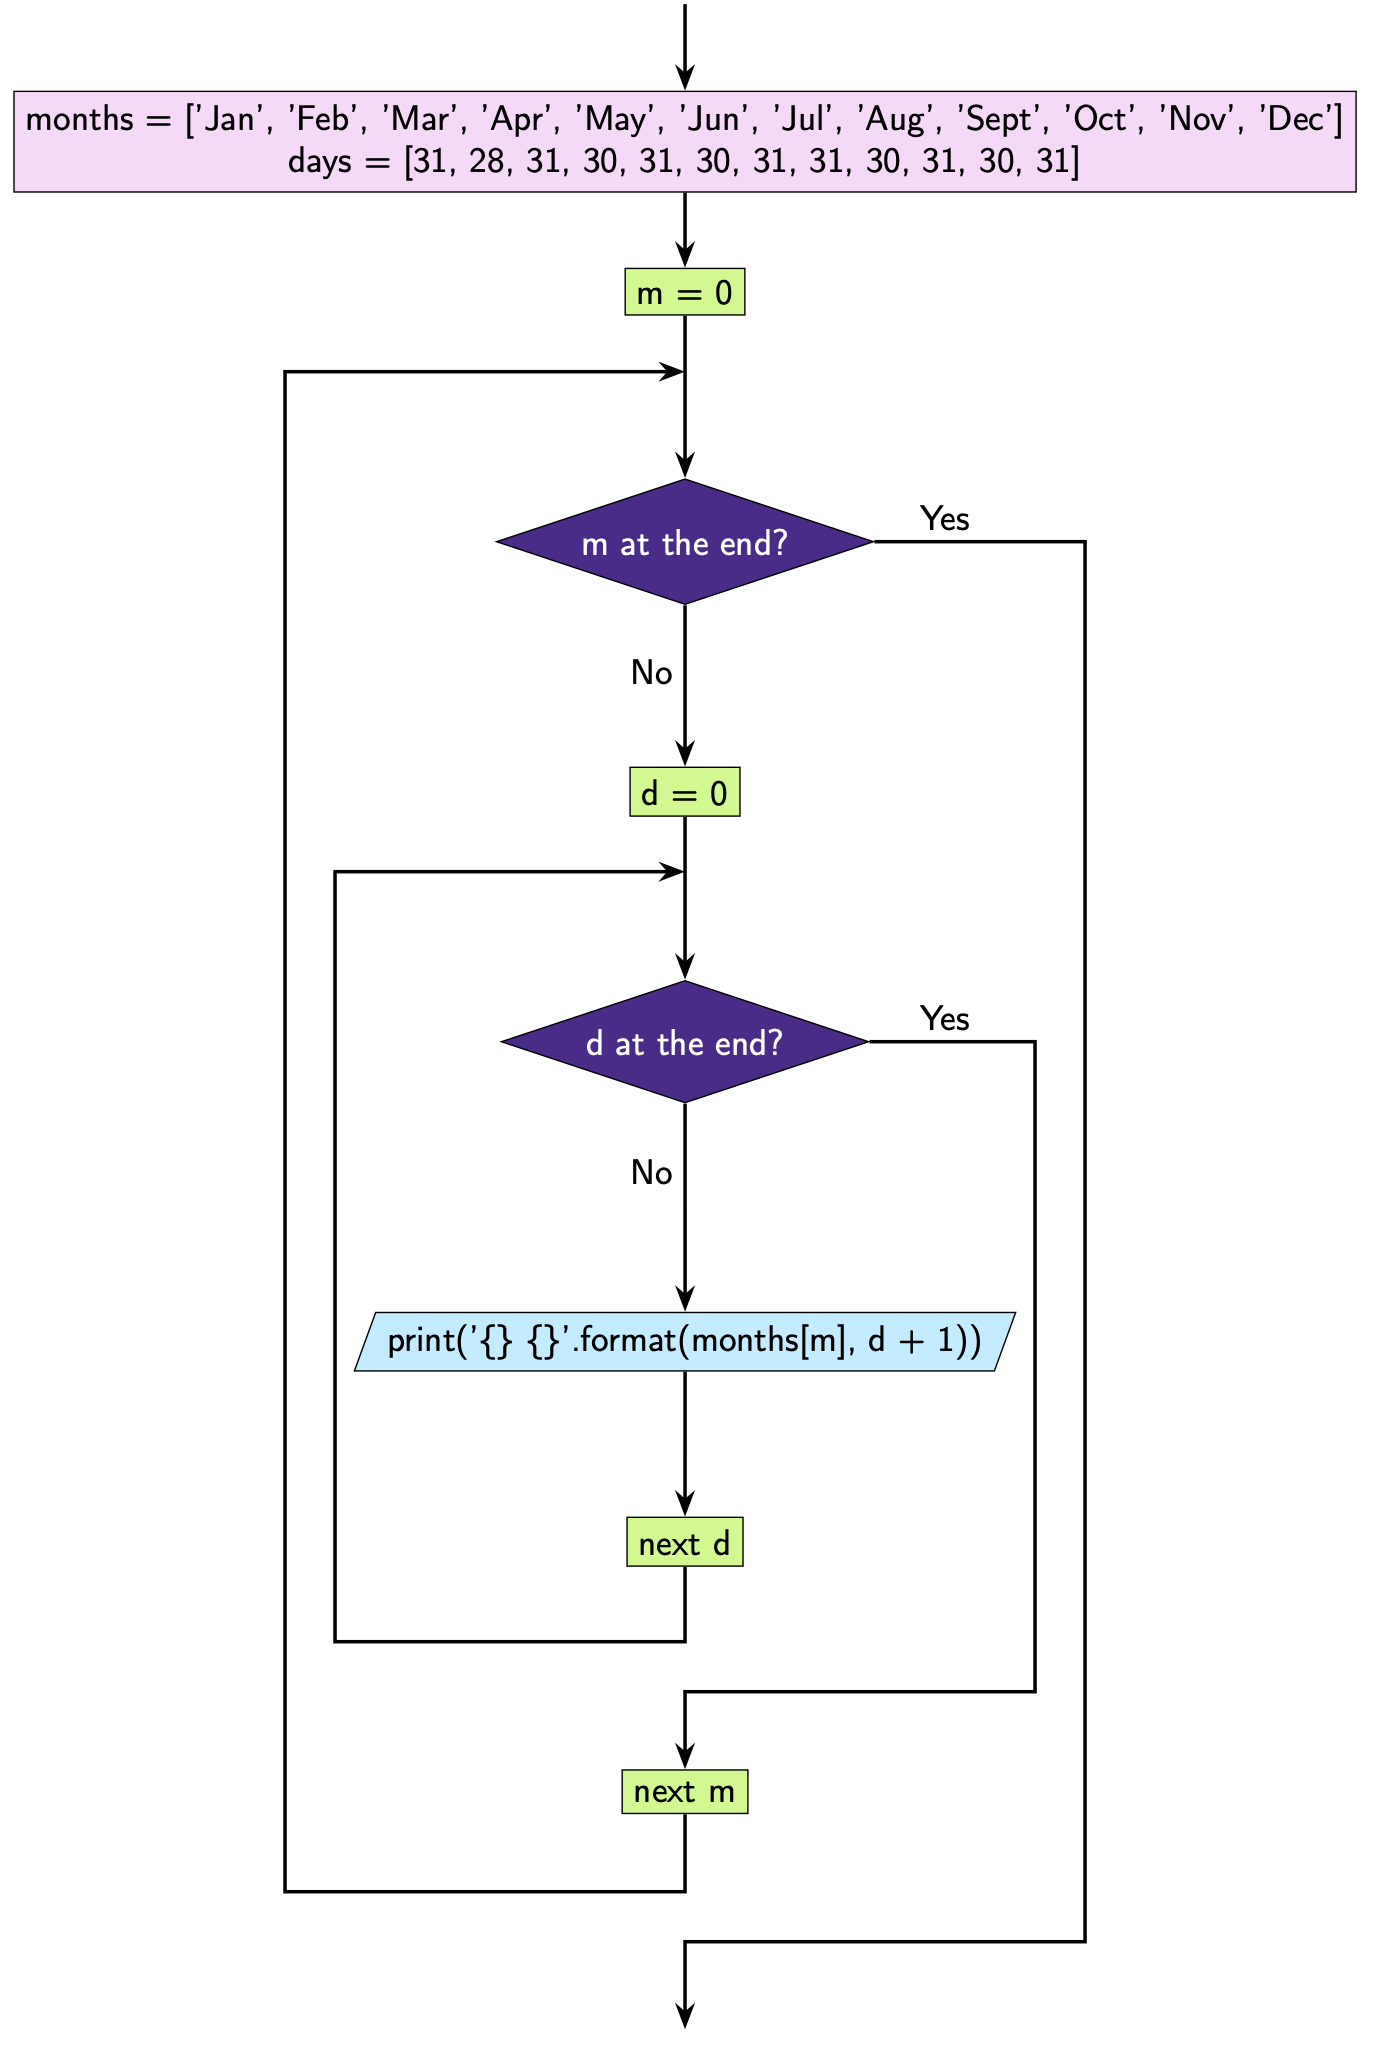 months = ['Jan', 'Feb', 'Mar', 'Apr', 'May', 'Jun', 'Jul', 'Aug', 'Sept', 'Oct', 'Nov', 'Dec']
days = [31, 28, 31, 30, 31, 30, 31, 31, 30, 31, 30, 31]
m = 0
m at the end?
Yes
No
d = 0
d at the end?
Yes
No
print('{} {}'.format(months[m], d + 1))
next d
next m